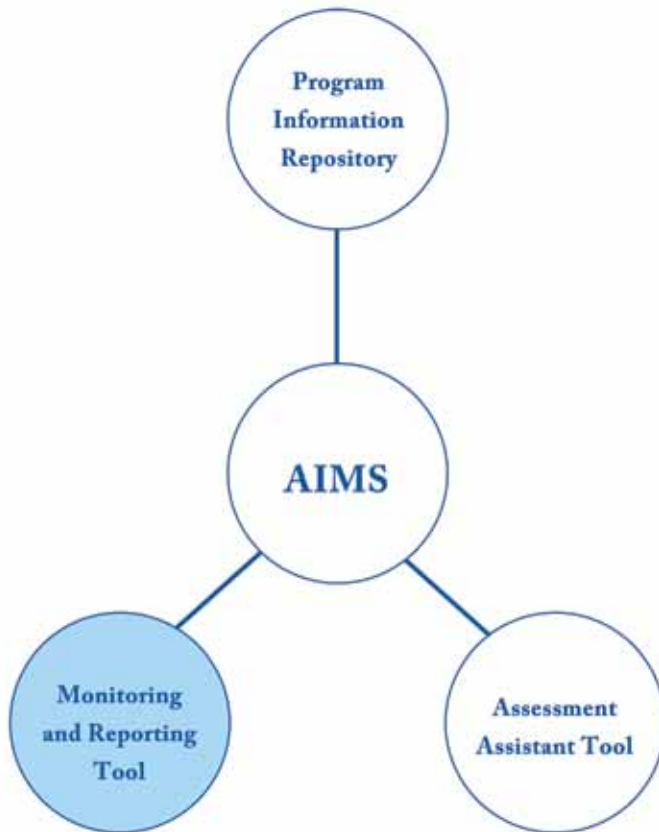 Program
Information
Repository
AIMS
Monitoring
and Reporting
Tool
Assessment
Assistant Tool